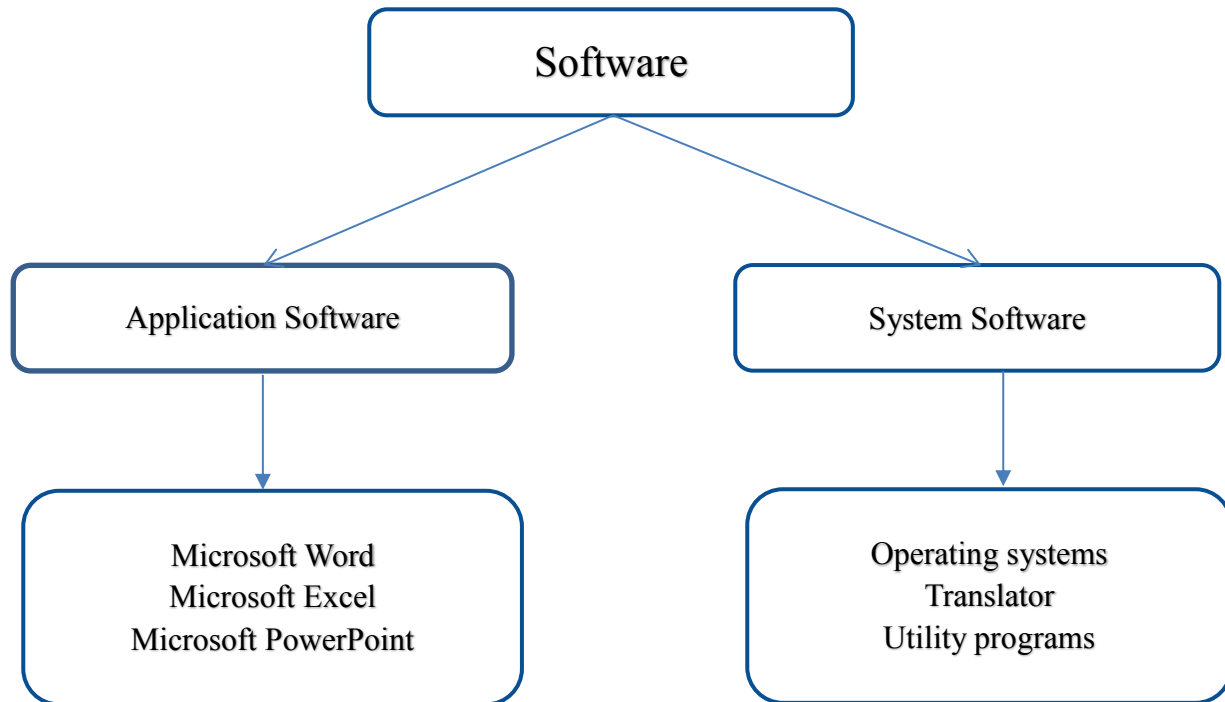 Software
Application Software
System Software
Microsoft Word
Microsoft Excel
Microsoft PowerPoint
Operating systems
Translator
Utility programs